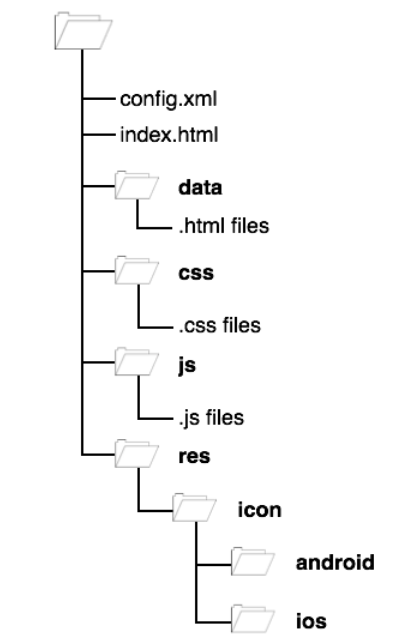 config.xml
index.html
data
.html files
css
.css files
js
.js files
res
icon
android
ios